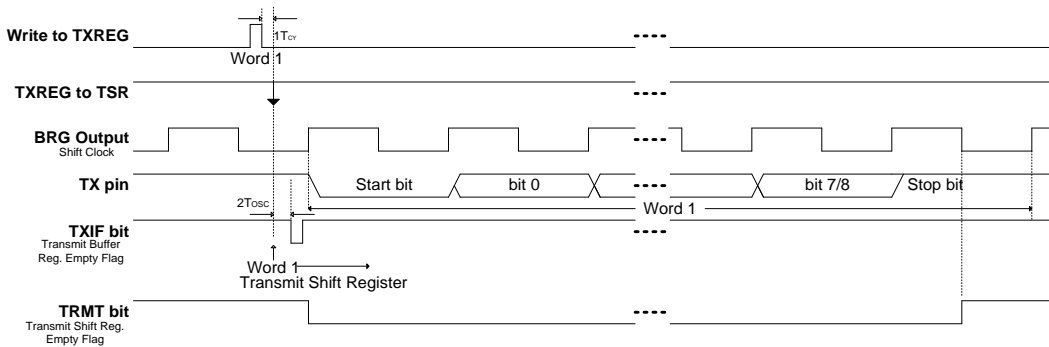 Write to TXREG
1TCY
Word 1
TXREG to TSR
BRG Output
Shift Clock
TX pin
Start bit
bit 0
bit 7/8
Stop bit
2TOSC
Word 1
TXIF bit
Transmit Buffer
Reg. Empty Flag
Word 1
Transmit Shift Register
TRMT bit
Transmit Shift Reg.
Empty Flag